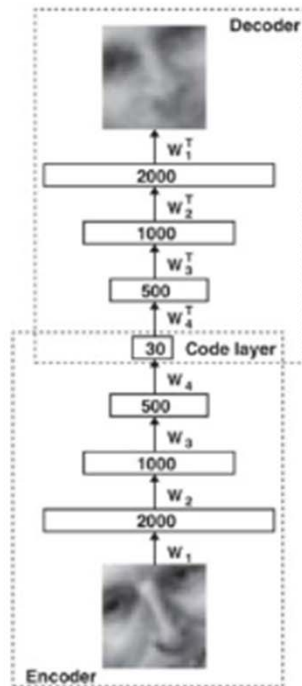 Decoder
W₁ᵀ
2000
W₂ᵀ
1000
W₃ᵀ
500
W₄ᵀ
30 Code layer
W₄
500
W₃
1000
W₂
2000
W₁
Encoder